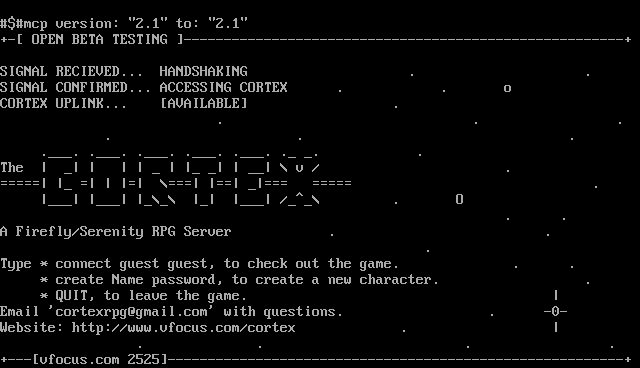 #$#mcp version: "2.1" to: "2.1"
[ OPEN BETA TESTING ]
SIGNAL RECIEVED... HANDSHAKING
SIGNAL CONFIRMED... ACCESSING CORTEX
CORTEX UPLINK... [AVAILABLE]
The CORTEX
A Firefly/Serenity RPG Server
Type * connect guest guest, to check out the game.
* create Name password, to create a new character.
* QUIT, to leave the game.
Email 'cortexrpg@gmail.com' with questions.
Website: http://www.vfocus.com/cortex
[vfocus.com 2525]